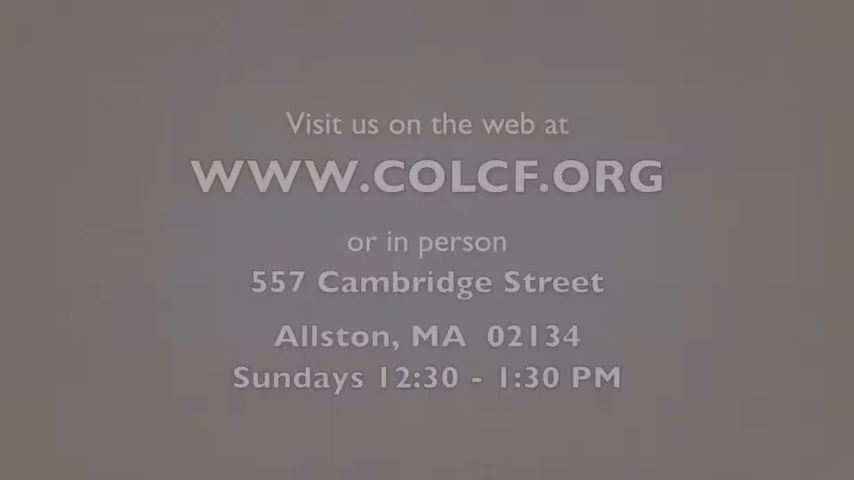 Visit us on the web at
WWW.COLCF.ORG
or in person
557 Cambridge Street
Allston, MA 02134
Sundays 12:30 - 1:30 PM